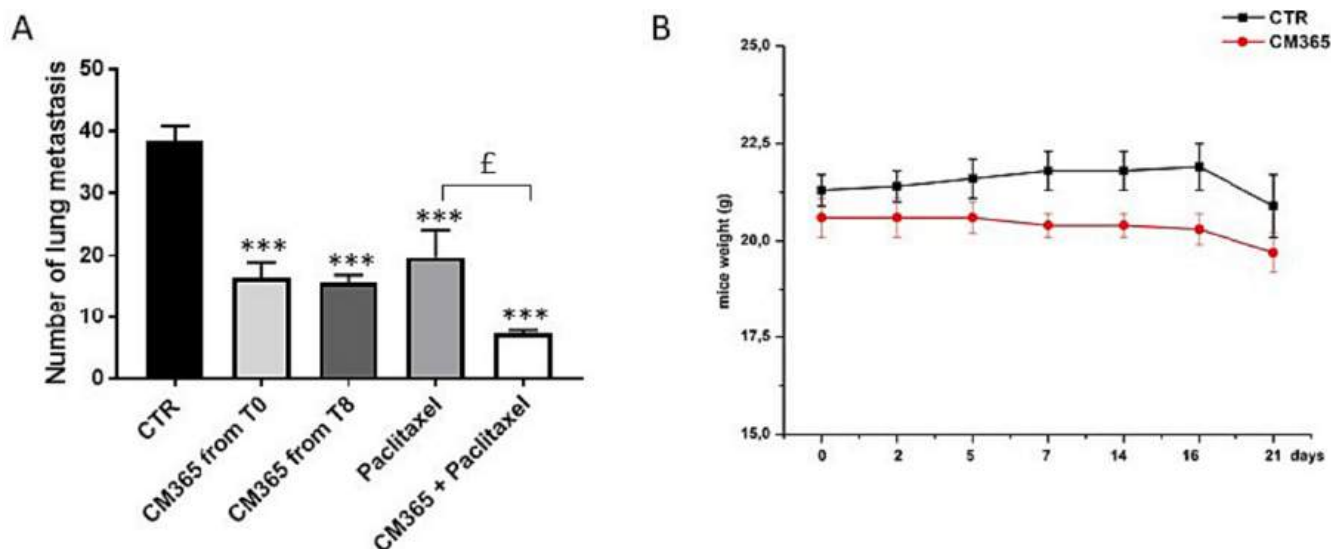 A
Number of lung metastasis
50
40
30
20
10
0
***
***
***
£
***
CTR
CM365 from T0
CM365 from T8
Paclitaxel
CM365 + Paclitaxel
B
CTR
CM365
mice weight (g)
25,0
22,5
20,0
17,5
15,0
0 2 5 7 14 16 21 days